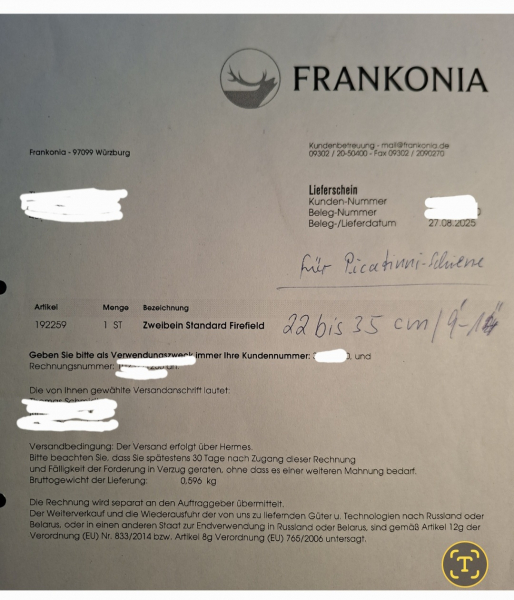 FRANKONIA
Frankonia - 97099 Würzburg
Kundenbetreuung - mail@frankonia.de
09302 / 20-50400 - Fax 09302 / 2090270
Lieferschein
Kunden-Nummer
Beleg-Nummer
Beleg-/Lieferdatum 27.08.2025
für Picatinni-Schiene
Artikel Menge Bezeichnung
192259 1 ST Zweibein Standard Firefield 22 bis 35 cm /
Geben Sie bitte als Verwendungszweck immer Ihre Kundennummer: 0, und
Rechnungsnummer: an.
Die von Ihnen gewählte Versandanschrift lautet:
Versandbedingung: Der Versand erfolgt über Hermes.
Bitte beachten Sie, dass Sie spätestens 30 Tage nach Zugang dieser Rechnung
und Fälligkeit der Forderung in Verzug geraten, ohne dass es einer weiteren Mahnung bedarf.
Bruttogewicht der Lieferung: 0,596 kg
Die Rechnung wird separat an den Auftraggeber übermittelt.
Der Weiterverkauf und die Wiederausfuhr der von uns zu liefernden Güter u. Technologien nach Russland oder
Belarus, oder in einen anderen Staat zur Endverwendung in Russland oder Belarus, sind gemäß Artikel 12g der
Verordnung (EU) Nr. 833/2014 bzw. Artikel 8g Verordnung (EU) 765/2006 untersagt.